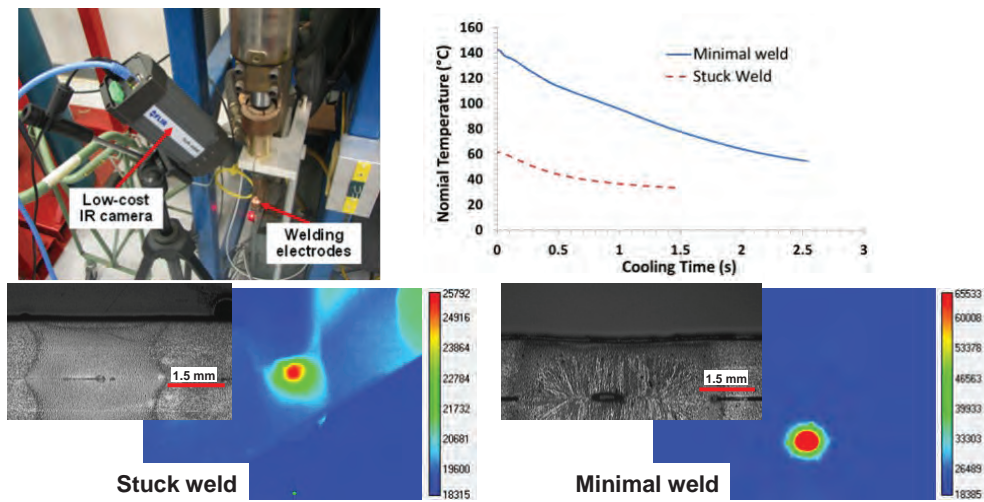 FLIR
Low-cost
IR camera
Welding
electrodes
160
140
120
100
80
60
40
20
0
Nomial Temperature (°C)
Minimal weld
Stuck Weld
0
0.5
1
1.5
2
2.5
3
Cooling Time (s)
1.5 mm
25792
24916
23864
22784
21732
20681
19600
18315
Stuck weld
1.5 mm
65533
60008
53378
46563
39933
33303
26489
18385
Minimal weld